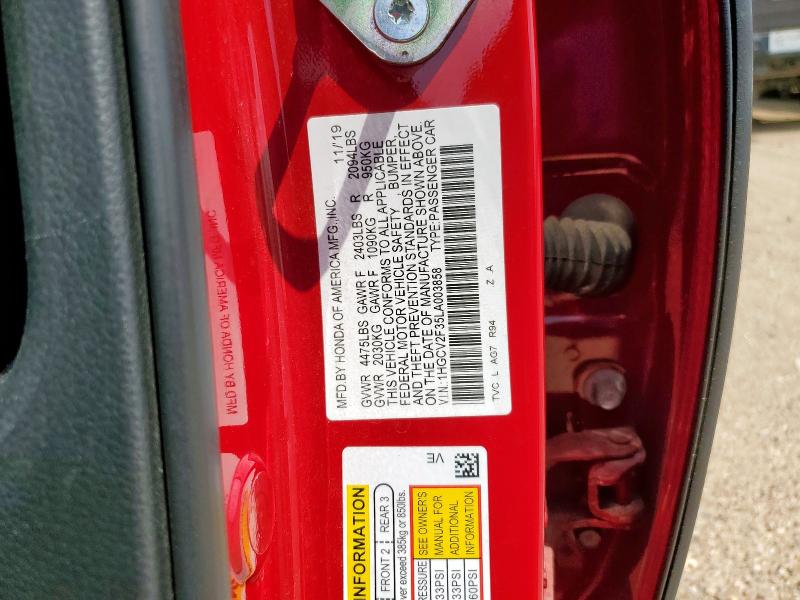 MFD.BY HONDA OF AMERICA MFG.,INC. 11/19
GVWR 4475LBS GAWR F 2403LBS R 2094LBS
GVWR 2030KG GAWR F 1090KG R 950KG
THIS VEHICLE CONFORMS TO ALL APPLICABLE
FEDERAL MOTOR VEHICLE SAFETY , BUMPER,
AND THEFT PREVENTION STANDARDS IN EFFECT
ON THE DATE OF MANUFACTURE SHOWN ABOVE.
V.I.N.:1HGCV2F35LA003858 TYPE:PASSENGER CAR
TVC L AG7 R94 Z A
VE
INFORMATION
FRONT 2 REAR 3
exceed 385kg or 850lbs.
PRESSURE SEE OWNER'S
33PSI MANUAL FOR
33PSI ADDITIONAL
60PSI INFORMATION